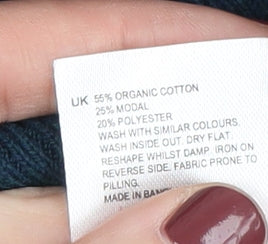 UK 55% ORGANIC COTTON
25% MODAL
20% POLYESTER
WASH WITH SIMILAR COLOURS.
WASH INSIDE OUT. DRY FLAT.
RESHAPE WHILST DAMP. IRON ON
REVERSE SIDE. FABRIC PRONE TO
PILLING.
MADE IN